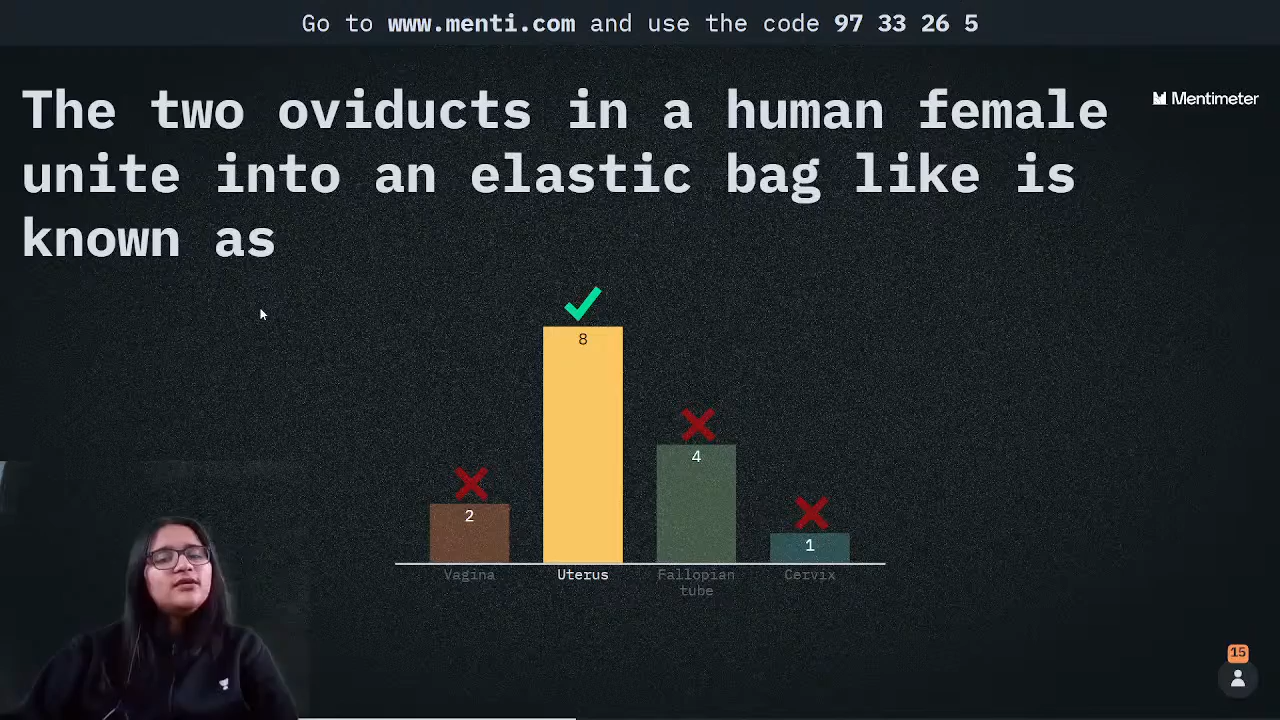 Go to www.menti.com and use the code 97 33 26 5
Mentimeter
The two oviducts in a human female
unite into an elastic bag like is
known as
8
4
2
1
Vagina
Uterus
Fallopian
tube
Cervix
15